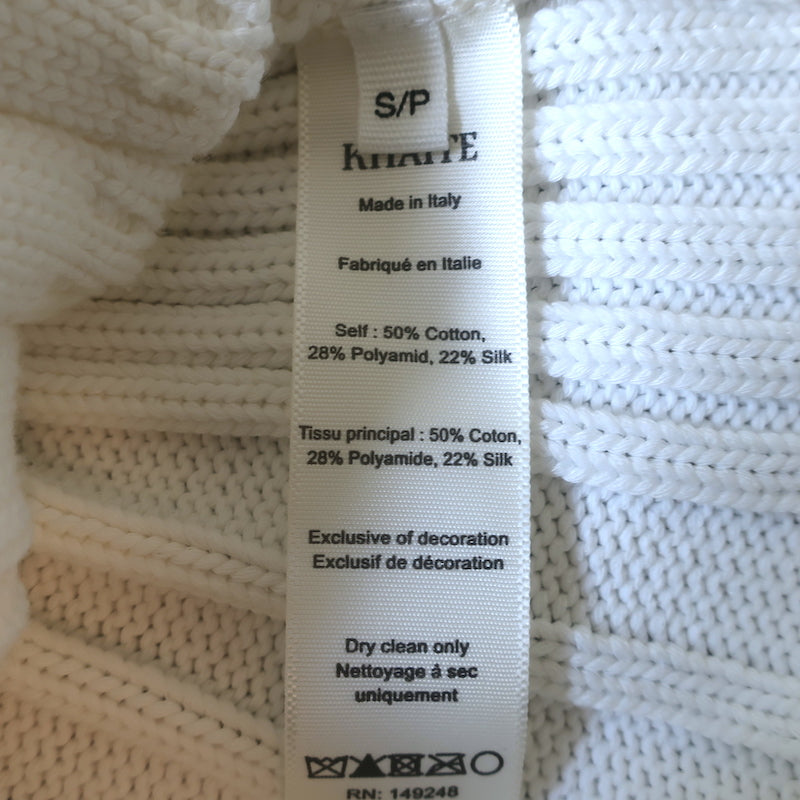 S/P
KHAITE
Made in Italy
Fabriqué en Italie
Self : 50% Cotton,
28% Polyamid, 22% Silk
Tissu principal : 50% Coton,
28% Polyamide, 22% Silk
Exclusive of decoration
Exclusif de décoration
Dry clean only
Nettoyage à sec
uniquement
RN: 149248